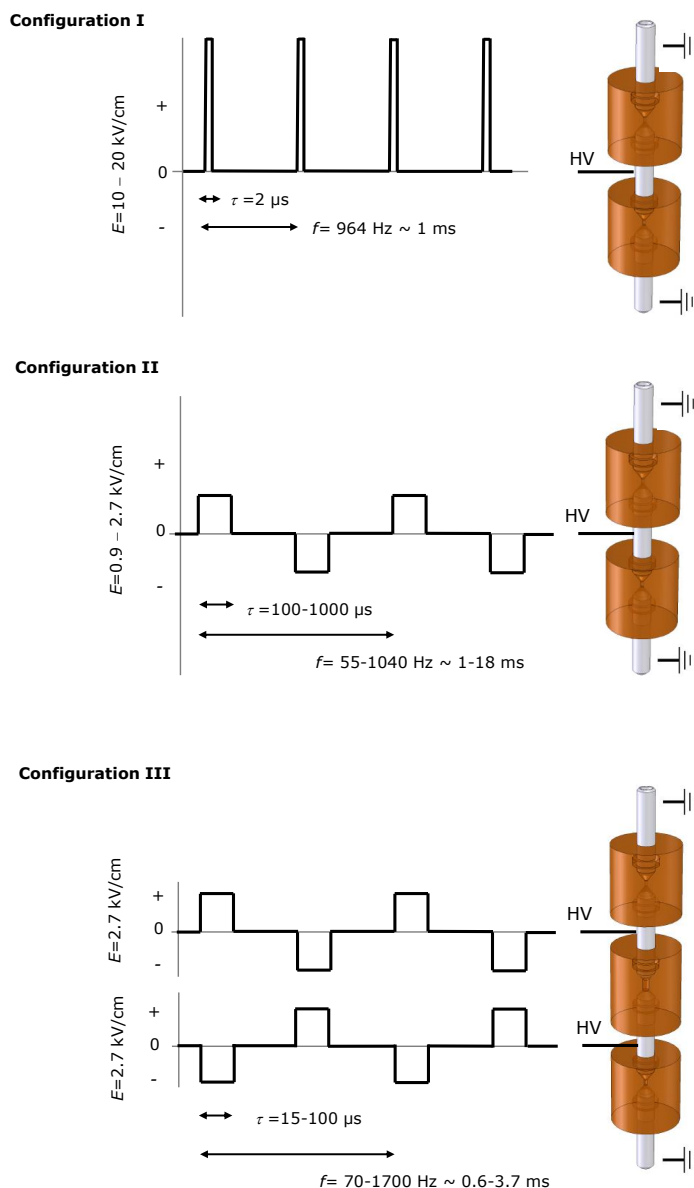 Configuration I
E=10 – 20 kV/cm
+
0
-
τ =2 µs
f= 964 Hz ~ 1 ms
HV
Configuration II
E=0.9 – 2.7 kV/cm
+
0
-
τ =100-1000 µs
f= 55-1040 Hz ~ 1-18 ms
HV
Configuration III
E=2.7 kV/cm
+
0
-
HV
E=2.7 kV/cm
+
0
-
HV
τ =15-100 µs
f= 70-1700 Hz ~ 0.6-3.7 ms